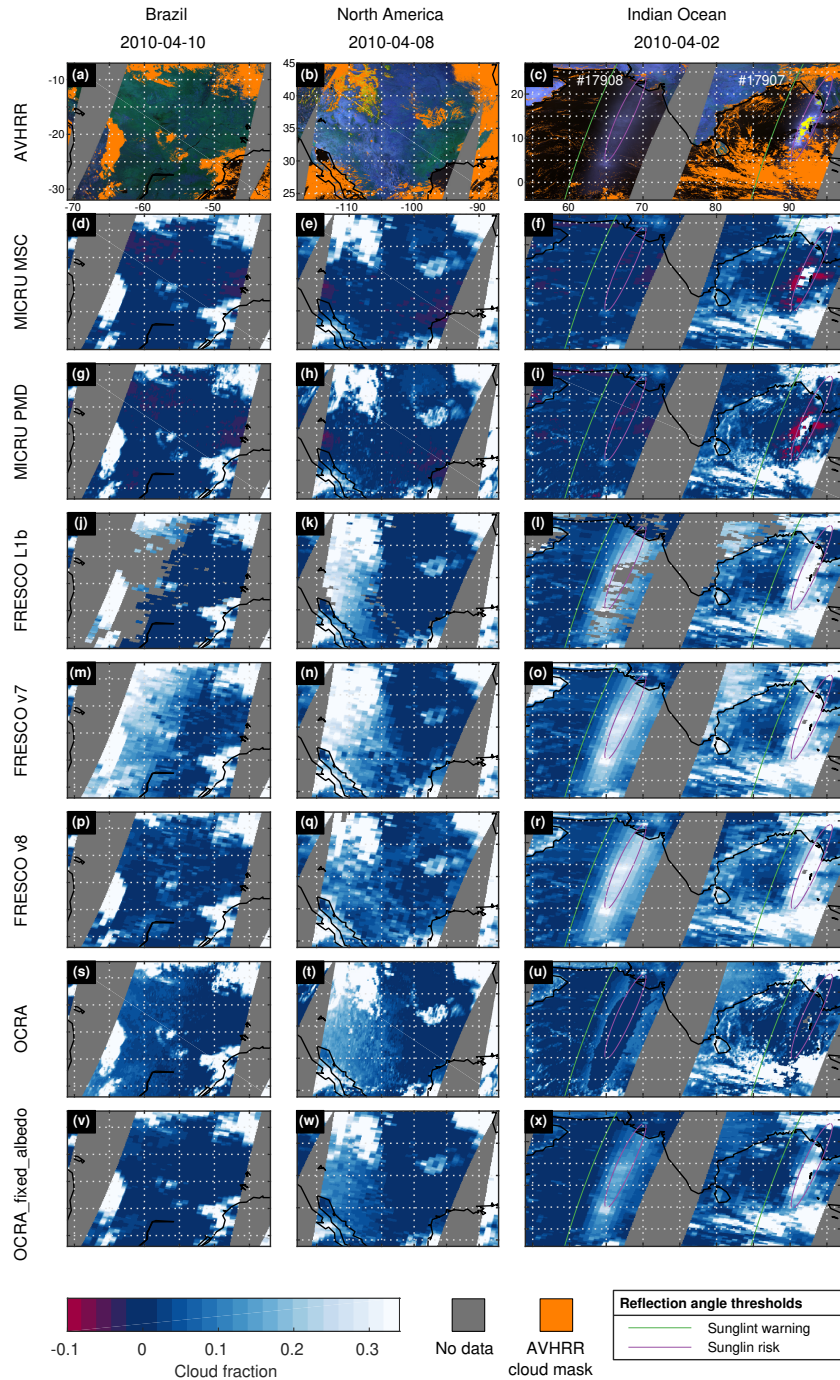 Brazil North America Indian Ocean
2010-04-10 2010-04-08 2010-04-02
AVHRR
(a) (b) (c) #17908 #17907
-10
-20
-30
-70 -60 -50
45
40
35
30
25
-110 -100 -90
20
10
0
60 70 80 90
MICRU MSC
(d) (e) (f)
MICRU PMD
(g) (h) (i)
FRESCO L1b
(j) (k) (l)
FRESCO v7
(m) (n) (o)
FRESCO v8
(p) (q) (r)
OCRA
(s) (t) (u)
OCRA_fixed_albedo
(v) (w) (x)
-0.1 0 0.1 0.2 0.3
Cloud fraction
No data
AVHRR
cloud mask
Reflection angle thresholds
Sunglint warning
Sunglin risk